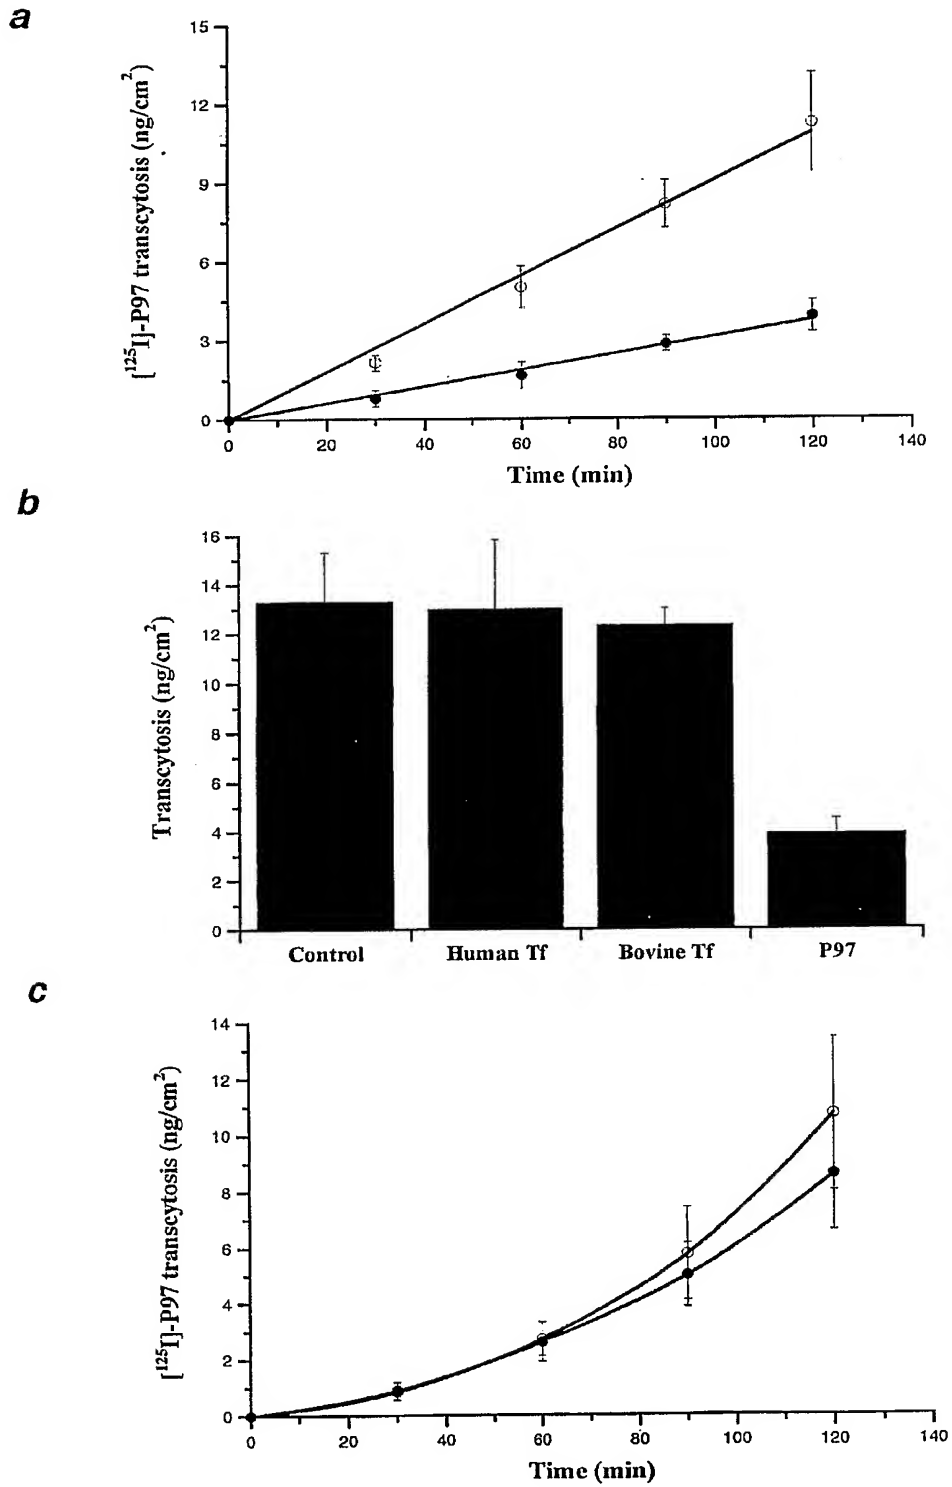 a
[¹²⁵I]-P97 transcytosis (ng/cm²)
15
12
9
6
3
0
0 20 40 60 80 100 120 140
Time (min)
b
Transcytosis (ng/cm²)
16
14
12
10
8
6
4
2
0
Control Human Tf Bovine Tf P97
c
[¹²⁵I]-P97 transcytosis (ng/cm²)
14
12
10
8
6
4
2
0
0 20 40 60 80 100 120 140
Time (min)